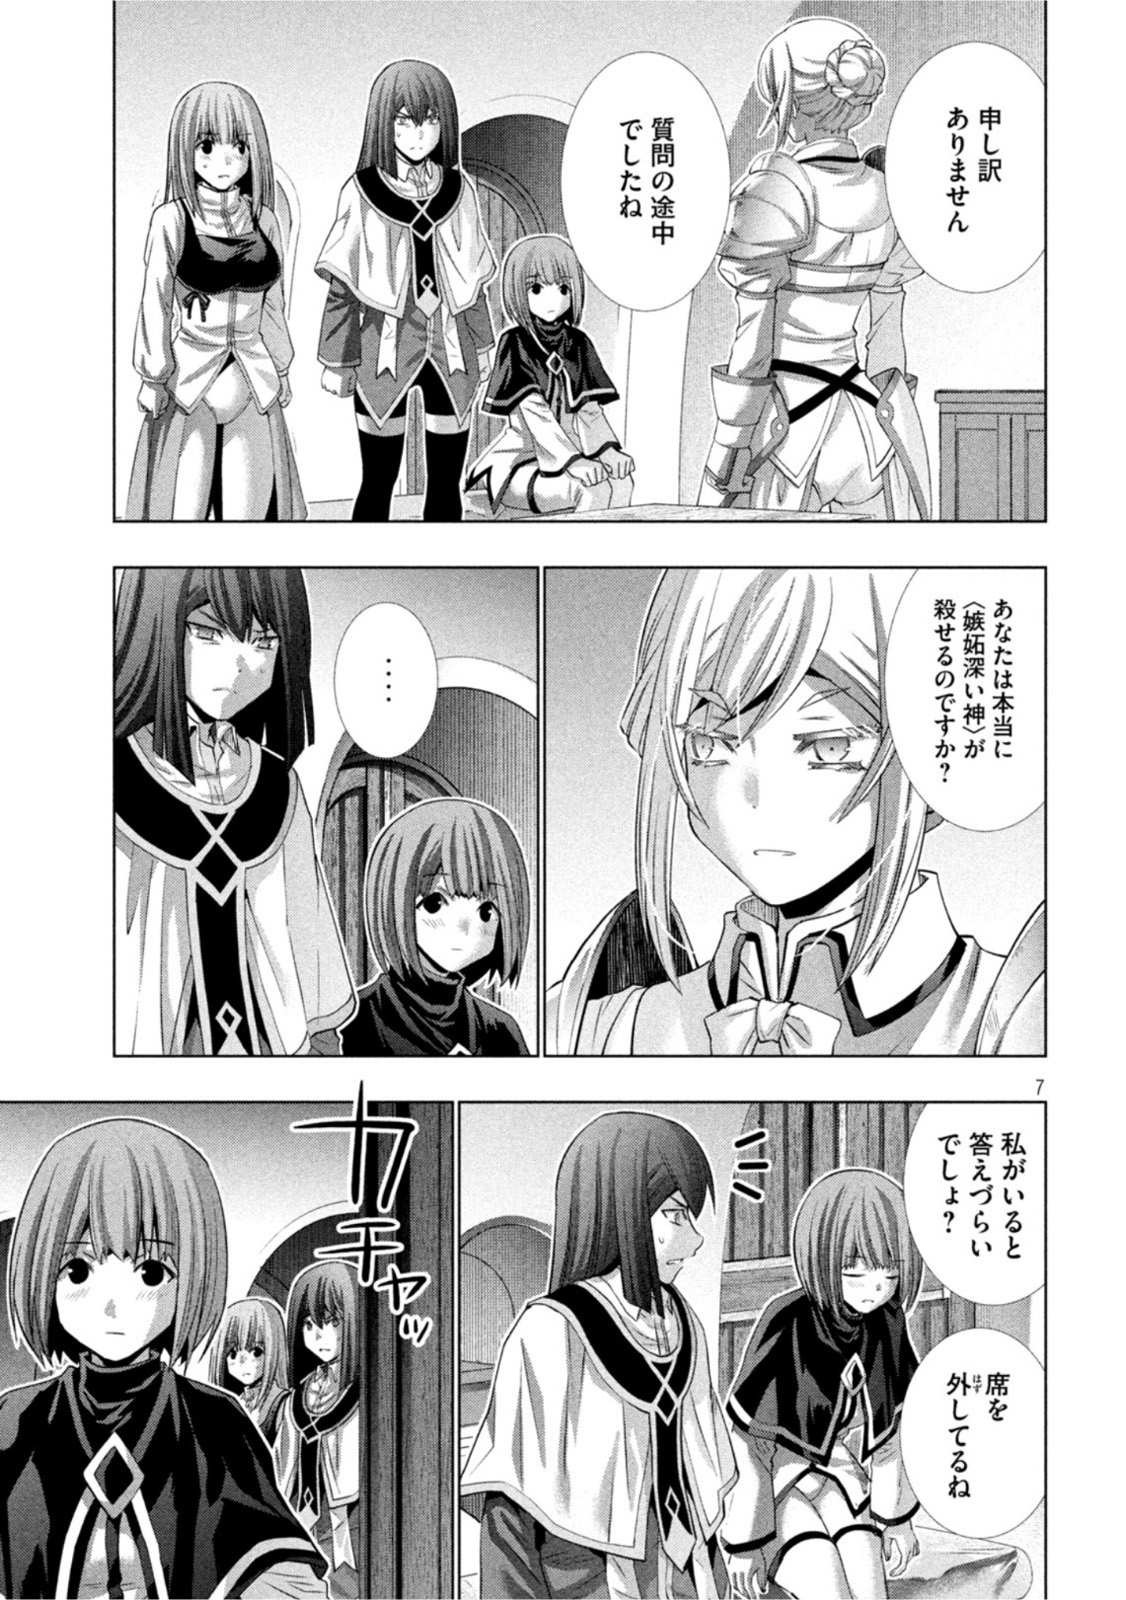 申し訳
ありません
質問の途中
でしたね
あなたは本当に
〈嫉妬深い神〉が
殺せるのですか?
・・・・
7
私がいると
答えづらい
でしょ?
席を
外してるね
はず
カチャッ